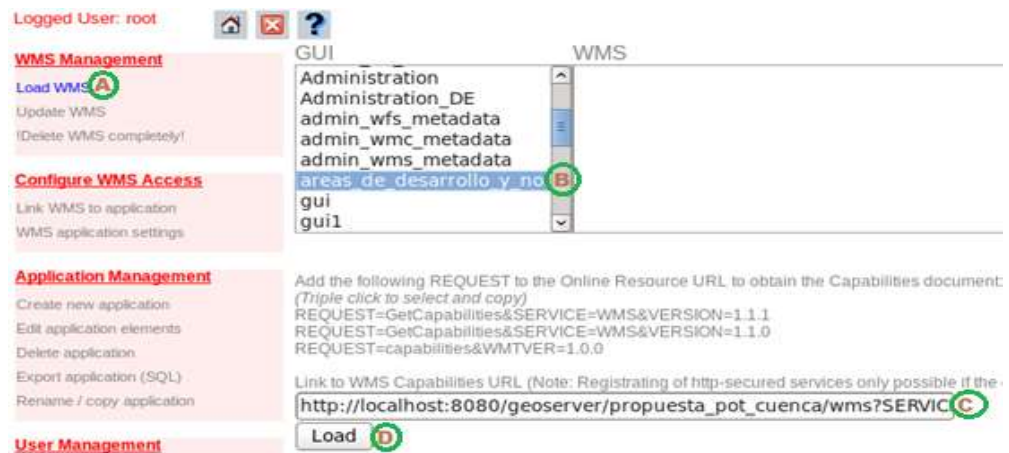 Logged User: root
?
WMS Management
Load WMS A
Update WMS
!Delete WMS completely!
Configure WMS Access
Link WMS to application
WMS application settings
Application Management
Create new application
Edit application elements
Delete application
Export application (SQL)
Rename / copy application
User Management
GUI WMS
Administration
Administration_DE
admin_wfs_metadata
admin_wmc_metadata
admin_wms_metadata
areas_de_desarrollo_y_no B
gui
gui1
Add the following REQUEST to the Online Resource URL to obtain the Capabilities document:
(Triple click to select and copy)
REQUEST=GetCapabilities&SERVICE=WMS&VERSION=1.1.1
REQUEST=GetCapabilities&SERVICE=WMS&VERSION=1.1.0
REQUEST=capabilities&WMTVER=1.0.0
Link to WMS Capabilities URL (Note: Registrating of http-secured services only possible if the
http://localhost:8080/geoserver/propuesta_pot_cuenca/wms?SERVIC C
Load D